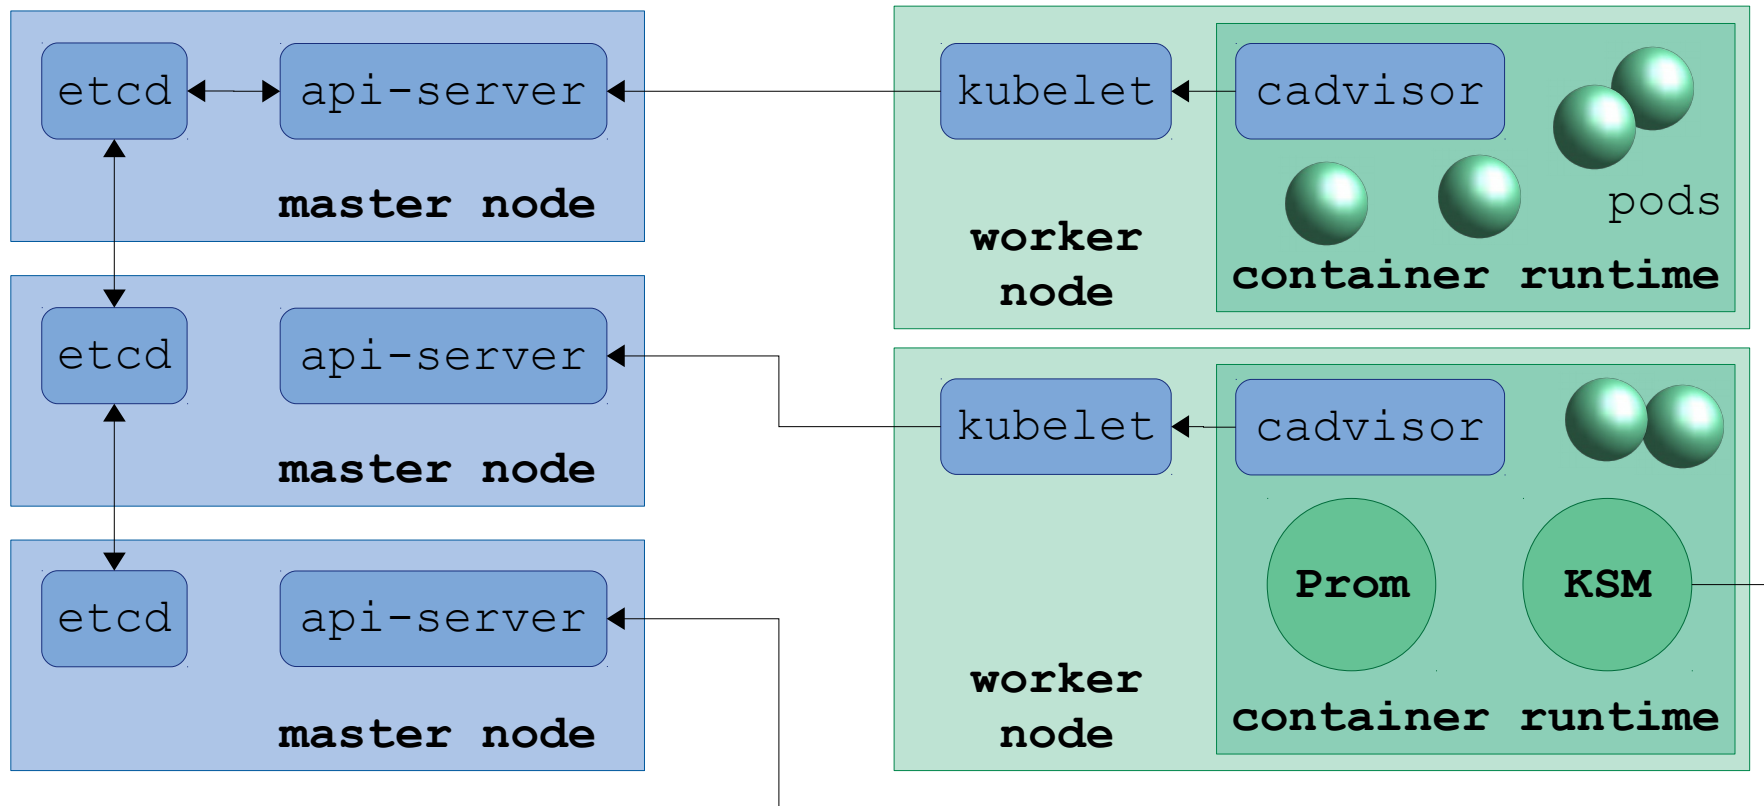 etcd
api-server
master node
etcd
api-server
master node
etcd
api-server
master node
kubelet
cadvisor
pods
worker
node
container runtime
kubelet
cadvisor
Prom
KSM
worker
node
container runtime